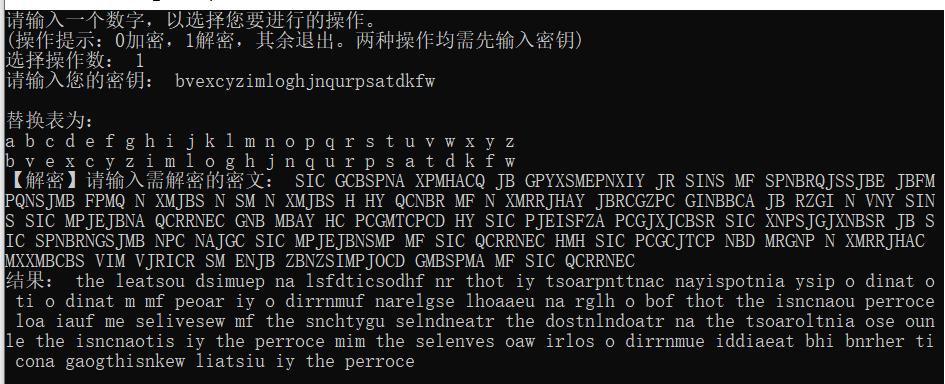 请输入一个数字，以选择您要进行的操作。
(操作提示：0加密，1解密，其余退出。两种操作均需先输入密钥)
选择操作数： 1
请输入您的密钥： bvexcyzimloghjnqurpsatdkfw
替换表为：
a b c d e f g h i j k l m n o p q r s t u v w x y z
b v e x c y z i m l o g h j n q u r p s a t d k f w
【解密】请输入需解密的密文： SIC GCBSPNA XPMHACQ JB GPYXSMEPNXIY JR SINS MF SPNBRQJSSJBE JBFM
PQNSJMB FPMQ N XMJBS N SM N XMJBS H HY QCNBR MF N XMRRJHAY JBRCGZPC GINBBCA JB RZGI N VNY SIN
S SIC MPJEJBNA QCRRNEC GNB MBAY HC PCGMTCPCD HY SIC PJEISFZA PCGJXJCBSR SIC XNPSJGJXNBSR JB S
IC SPNBRNGSJMB NPC NAJGC SIC MPJEJBNSMP MF SIC QCRRNEC HMH SIC PCGCJTCP NBD MRGNP N XMRRJHAC
MXXMBCBS VIM VJRICR SM ENJB ZBNZSIMPJOCD GMBSPMA MF SIC QCRRNEC
结果： the leatsou dsimuep na lsfdticsodhf nr thot iy tsoarpnttnac nayispotnia ysip o dinat o
ti o dinat m mf peoar iy o dirrnmuf narelgse lhoaaeu na rglh o bof thot the isncnaou perroce
loa iauf me selivesew mf the snchtygu selndneatr the dostnlndoatr na the tsoaroltnia ose oun
le the isncnaotis iy the perroce mim the selenves oaw irlos o dirrnmue iddiaeat bhi bnrher ti
cona gaogthisnkew liatsiu iy the perroce